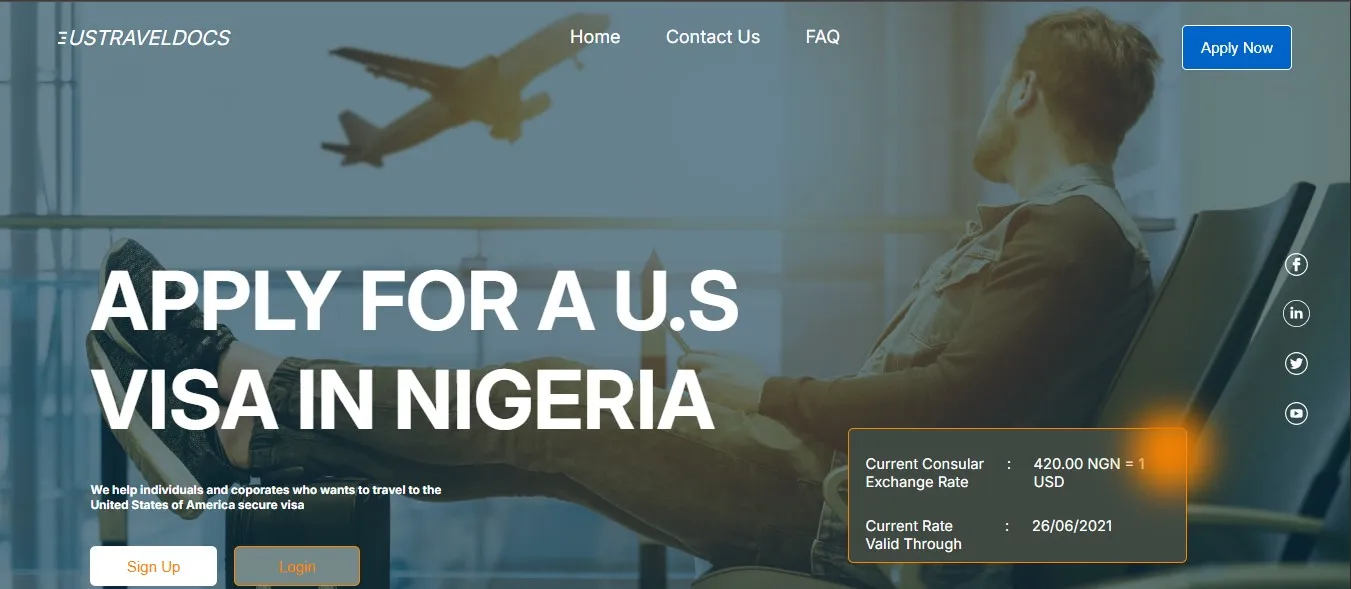 USTRAVELDOCS
Home
Contact Us
FAQ
Apply Now
APPLY FOR A U.S
VISA IN NIGERIA
We help individuals and coporates who wants to travel to the
United States of America secure visa
Sign Up
Login
Current Consular
Exchange Rate
:
420.00 NGN = 1
USD
Current Rate
Valid Through
:
26/06/2021